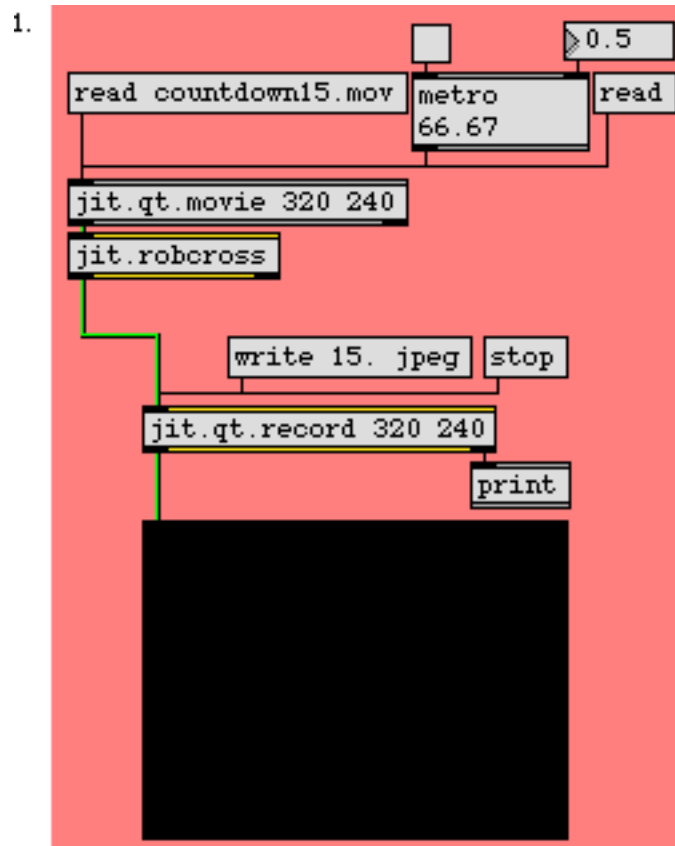 1.
0.5
read countdown15.mov
metro
66.67
read
jit.qt.movie 320 240
jit.robcross
write 15. jpeg
stop
jit.qt.record 320 240
print